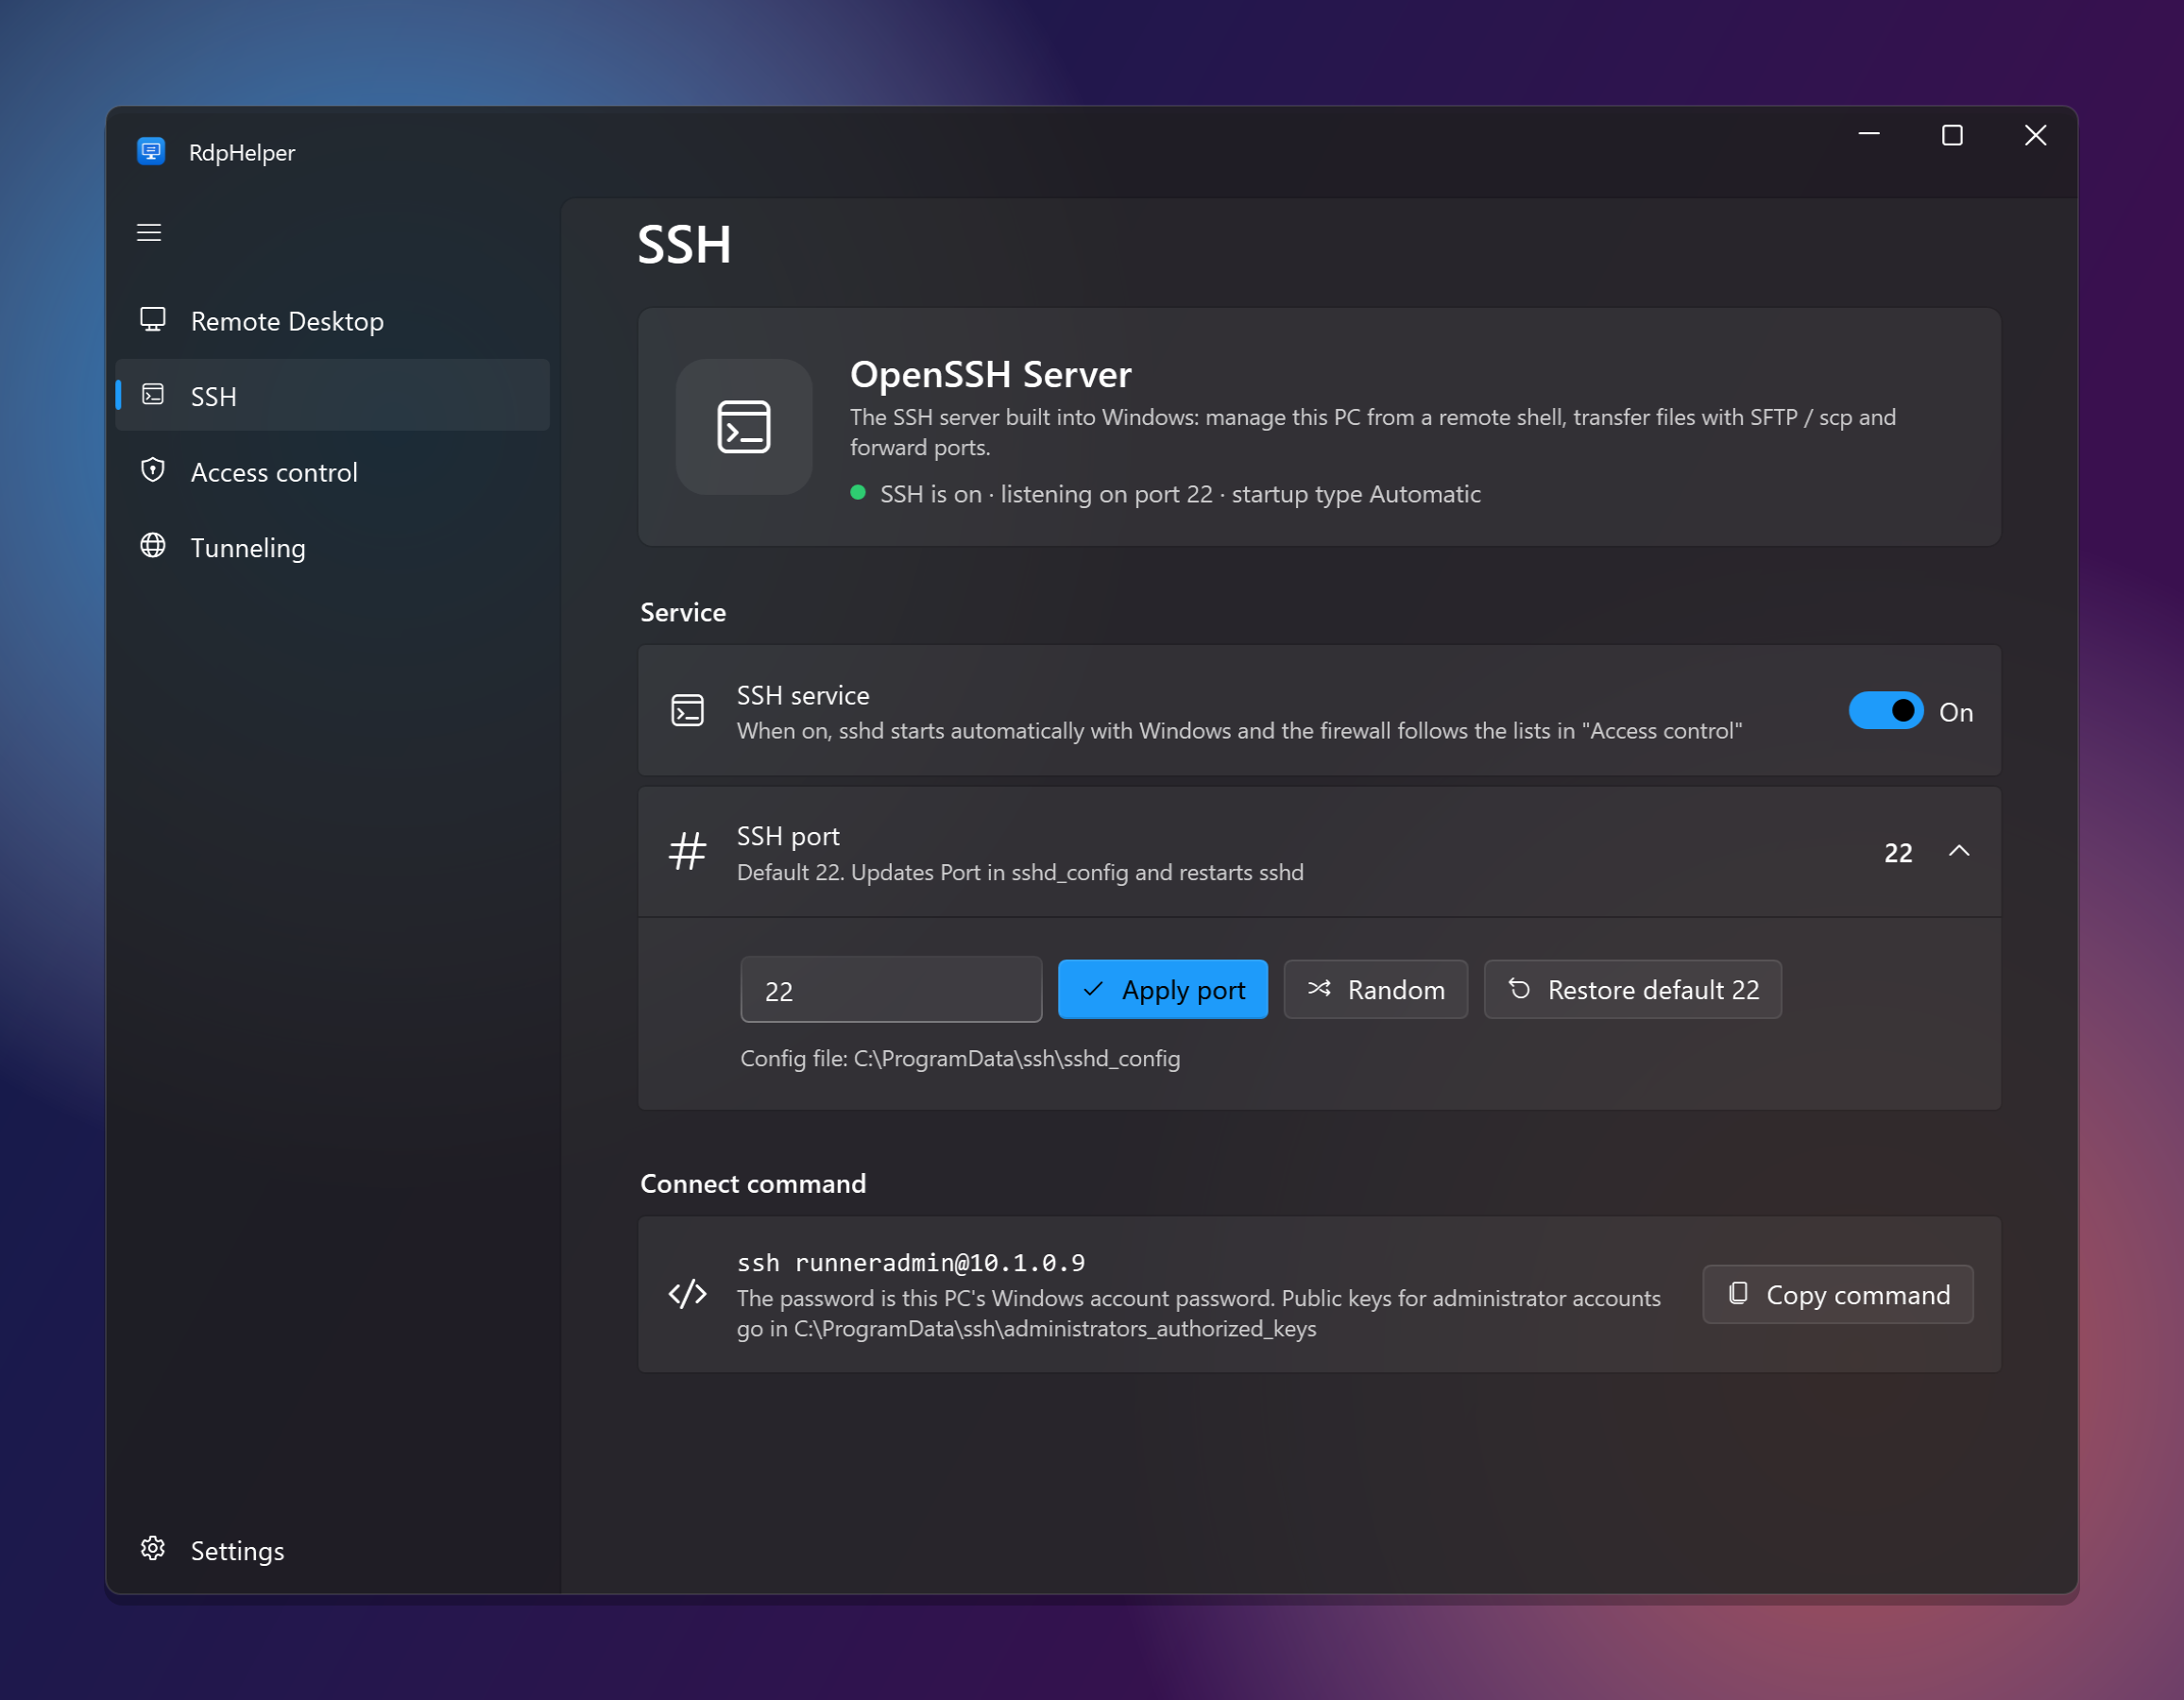 RdpHelper
Remote Desktop
SSH
Access control
Tunneling
Settings
SSH
OpenSSH Server
The SSH server built into Windows: manage this PC from a remote shell, transfer files with SFTP / scp and
forward ports.
SSH is on · listening on port 22 · startup type Automatic
Service
SSH service
When on, sshd starts automatically with Windows and the firewall follows the lists in "Access control"
On
SSH port
Default 22. Updates Port in sshd_config and restarts sshd
22
22
Apply port
Random
Restore default 22
Config file: C:\ProgramData\ssh\sshd_config
Connect command
ssh runneradmin@10.1.0.9
The password is this PC's Windows account password. Public keys for administrator accounts
go in C:\ProgramData\ssh\administrators_authorized_keys
Copy command